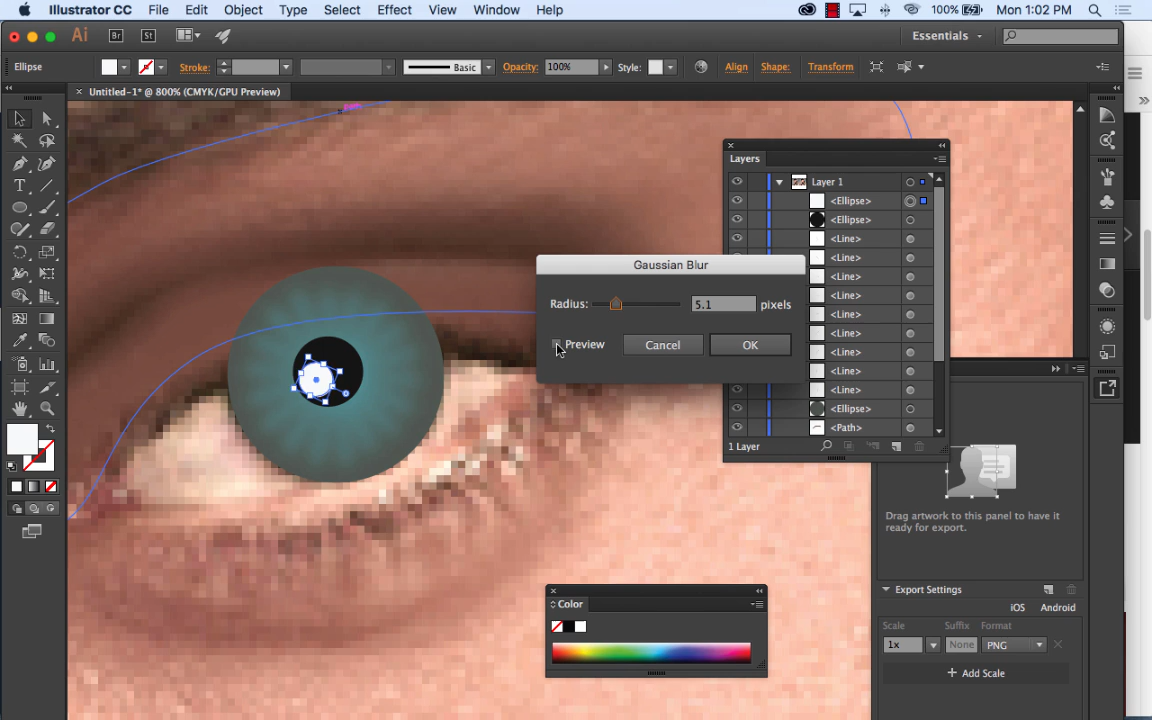 Illustrator CC File Edit Object Type Select Effect View Window Help 100% Mon 1:02 PM
Ai Br St Essentials
Ellipse Stroke: Basic Opacity: 100% Style: Align Shape: Transform
× Untitled-1* @ 800% (CMYK/GPU Preview)
Layers
Layer 1
<Ellipse>
<Ellipse>
<Line>
<Line>
<Line>
<Line>
<Line>
<Line>
<Line>
<Line>
<Line>
<Ellipse>
<Path>
1 Layer
Gaussian Blur
Radius: 5.1 pixels
Preview Cancel OK
Drag artwork to this panel to have it
ready for export.
Export Settings
iOS Android
Scale Suffix Format
1x None PNG
+ Add Scale
Color